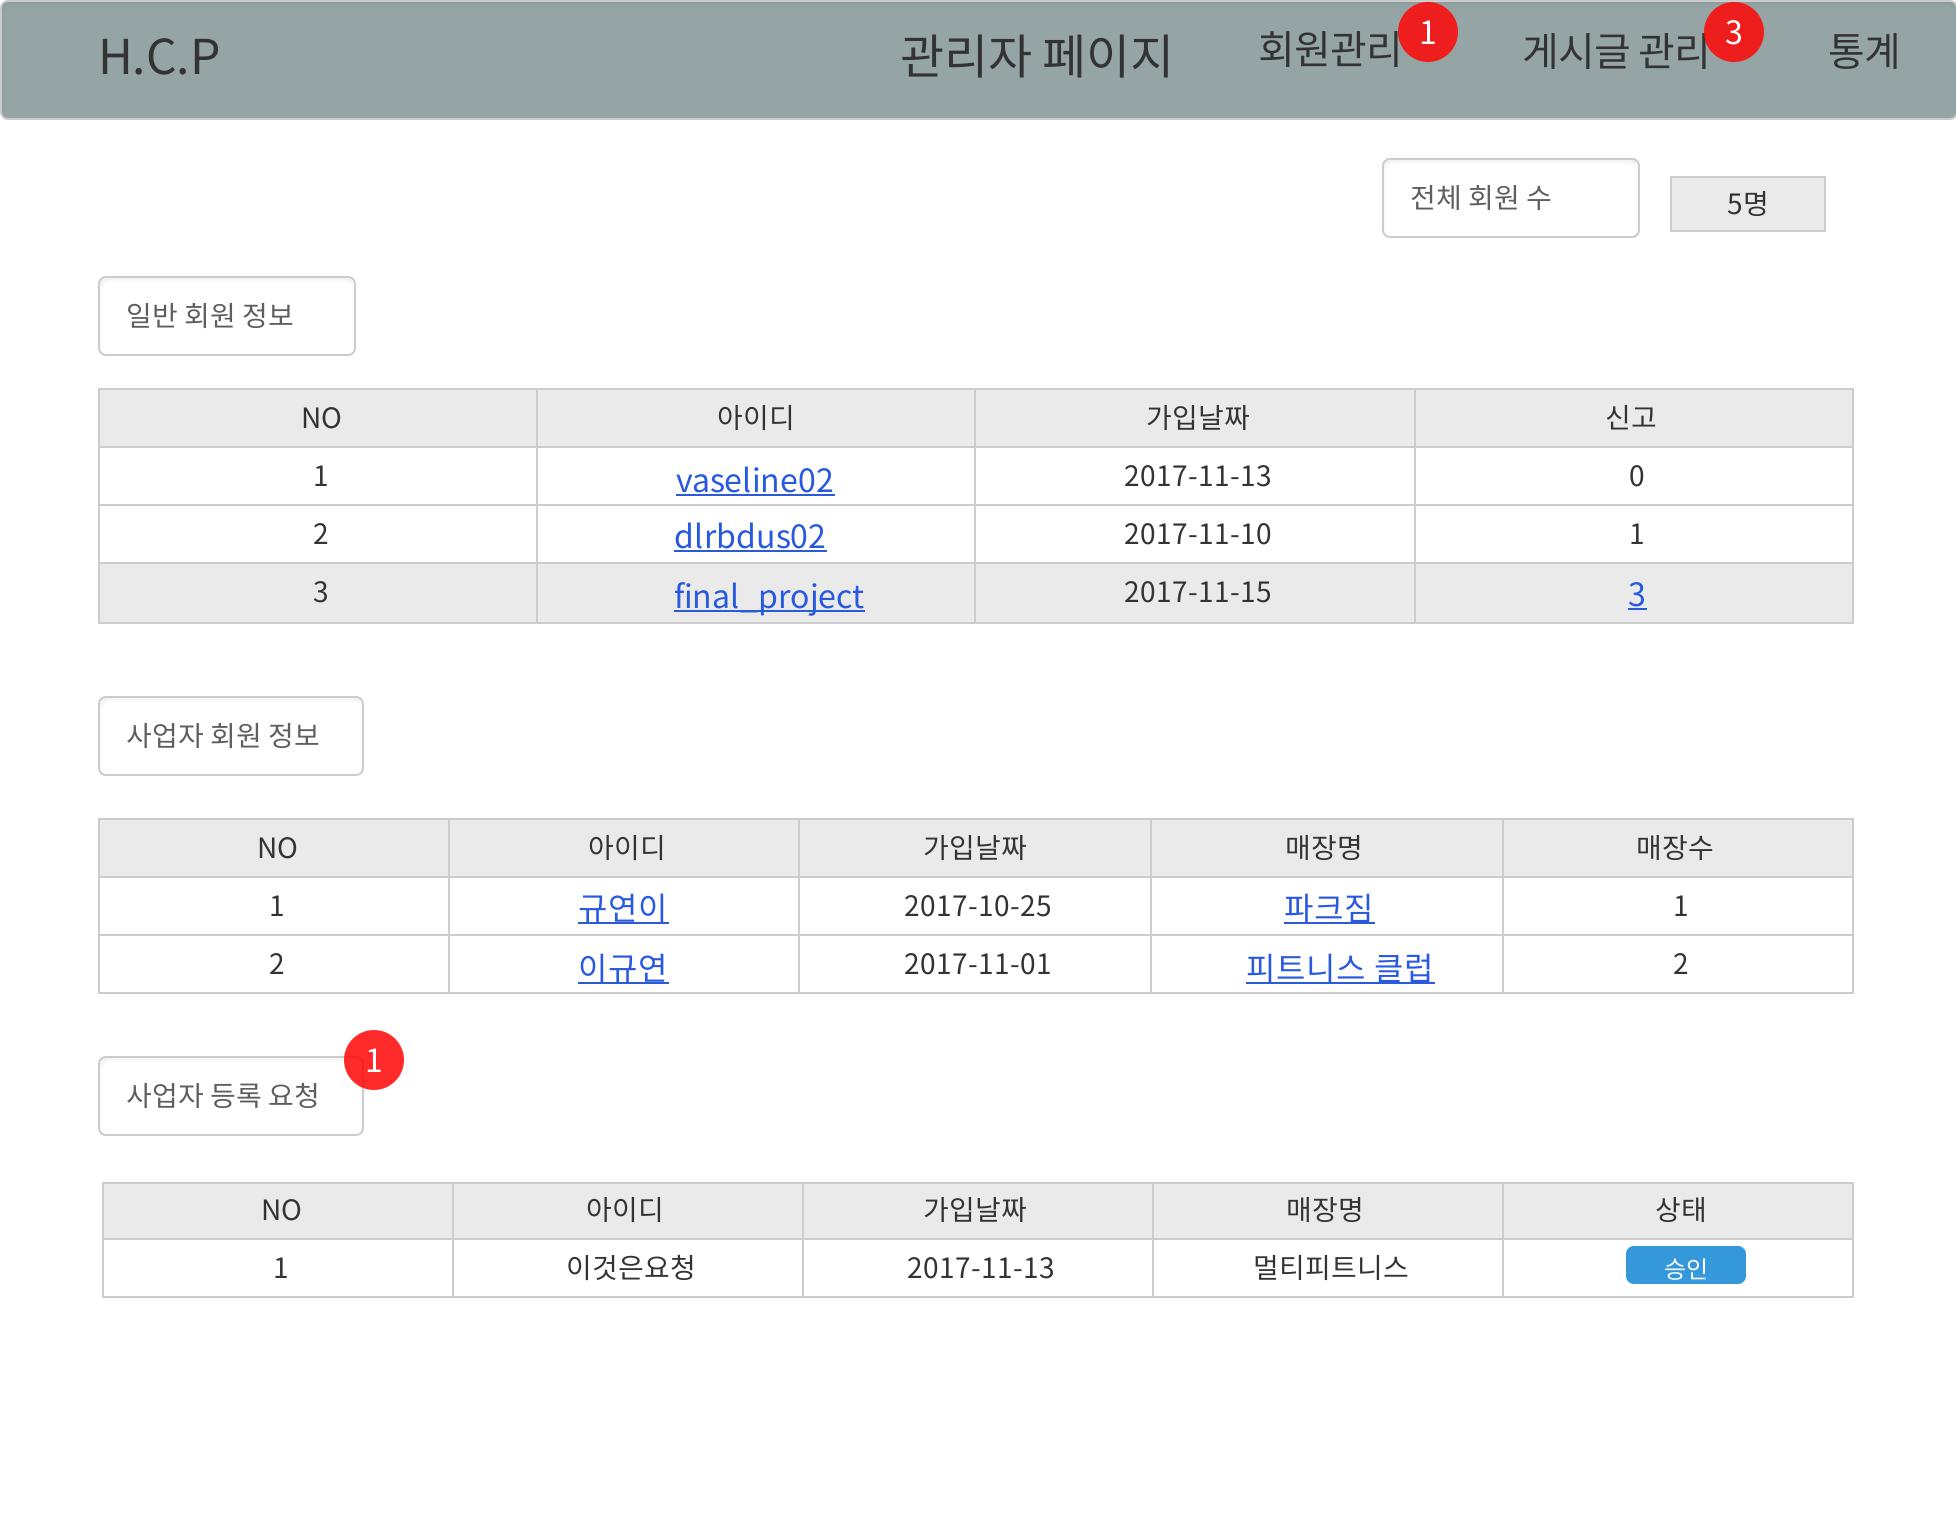 H.C.P 관리자 페이지 회원관리 1 게시글 관리 3 통계
전체 회원 수 5명
일반 회원 정보
NO 아이디 가입날짜 신고
1 vaseline02 2017-11-13 0
2 dlrbdus02 2017-11-10 1
3 final_project 2017-11-15 3
사업자 회원 정보
NO 아이디 가입날짜 매장명 매장수
1 규연이 2017-10-25 파크짐 1
2 이규연 2017-11-01 피트니스 클럽 2
사업자 등록 요청 1
NO 아이디 가입날짜 매장명 상태
1 이것은요청 2017-11-13 멀티피트니스 승인